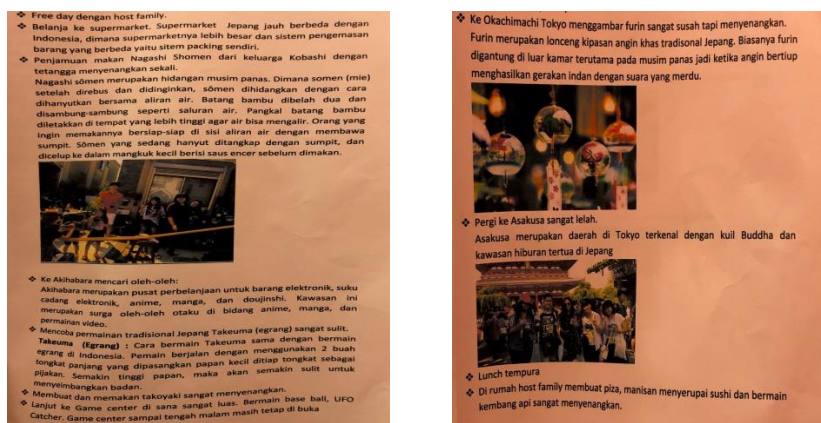 ❖ Free day dengan host family.
❖ Belanja ke supermarket. Supermarket Jepang jauh berbeda dengan
Indonesia, dimana supermarketnya lebih besar dan sistem pengemasan
barang yang berbeda yaitu sitem packing sendiri.
❖ Penjamuan makan Nagashi Shomen dari keluarga Kobashi dengan
tetangga menyenangkan sekali.
Nagashi sômen merupakan hidangan musim panas. Dimana somen (mie)
setelah direbus dan didinginkan, sômen dihidangkan dengan cara
dihanyutkan bersama aliran air. Batang bambu dibelah dua dan
disambung-sambung seperti saluran air. Pangkal batang bambu
diletakkan di tempat yang lebih tinggi agar air bisa mengalir. Orang yang
ingin memakannya bersiap-siap di sisi aliran air dengan membawa
sumpit. Sômen yang sedang hanyut ditangkap dengan sumpit, dan
dicelup ke dalam mangkuk kecil berisi saus encer sebelum dimakan.
❖ Ke Akihabara mencari oleh-oleh:
Akihabara merupakan pusat perbelanjaan untuk barang elektronik, suku
cadang elektronik, anime, manga, dan doujinshi. Kawasan ini
merupakan surga oleh-oleh otaku di bidang anime, manga, dan
permainan video.
❖ Mencoba permainan tradisional Jepang Takeuma (egrang) sangat sulit.
Takeuma (Egrang) : Cara bermain Takeuma sama dengan bermain
egrang di Indonesia. Pemain berjalan dengan menggunakan 2 buah
tongkat panjang yang dipasangkan papan kecil ditiap tongkat sebagai
pijakan. Semakin tinggi papan, maka akan semakin sulit untuk
menyeimbangkan badan.
❖ Membuat dan memakan takoyaki sangat menyenangkan.
❖ Lanjut ke Game center di sana sangat luas. Bermain base ball, UFO
Catcher. Game center sampai tengah malam masih tetap di buka
❖ Ke Okachimachi Tokyo menggambar furin sangat susah tapi menyenangkan.
Furin merupakan lonceng kipasan angin khas tradisonal Jepang. Biasanya furin
digantung di luar kamar terutama pada musim panas jadi ketika angin bertiup
menghasilkan gerakan indan dengan suara yang merdu.
❖ Pergi ke Asakusa sangat lelah.
Asakusa merupakan daerah di Tokyo terkenal dengan kuil Buddha dan
kawasan hiburan tertua di Jepang
❖ Lunch tempura
❖ Di rumah host family membuat piza, manisan menyerupai sushi dan bermain
kembang api sangat menyenangkan.